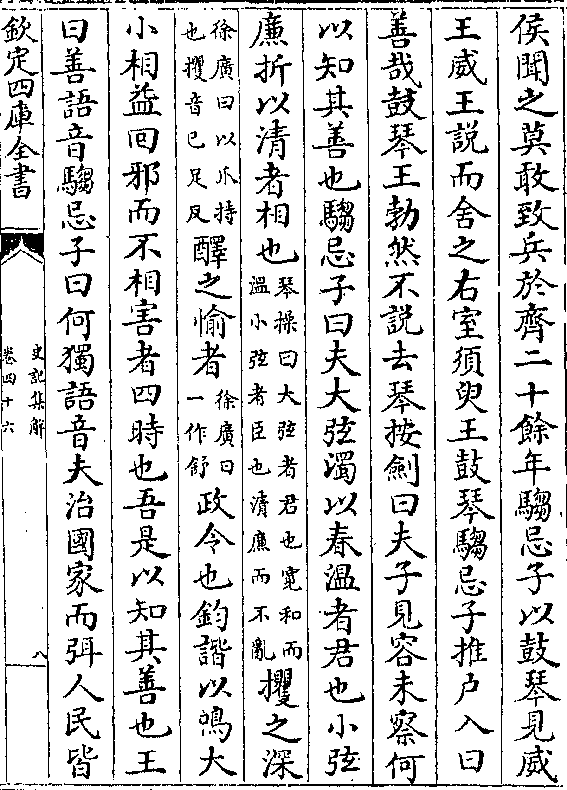 侯聞之莫敢致兵於齊二十餘年騶忌子以鼓琴見威
王威王說而舍之右室須臾王鼓琴騶忌子推户入曰
善哉鼓琴王勃然不說去琴按劍曰夫子見容未察何
以知其善也騶忌子曰夫大弦濁以春溫者君也小弦
廉折以清者相也琴操曰大弦者君也寛和而溫小弦者臣也清廉而不亂攫之深
徐廣曰以爪持也攫音已足反醳之愉者徐廣曰一作舒政令也鈞諧以鳴大
小相益回邪而不相害者四時也吾是以知其善也王
曰善語音騶忌子曰何獨語音夫治國家而弭人民皆
欽定四庫全書
史記集解
卷四十六
八